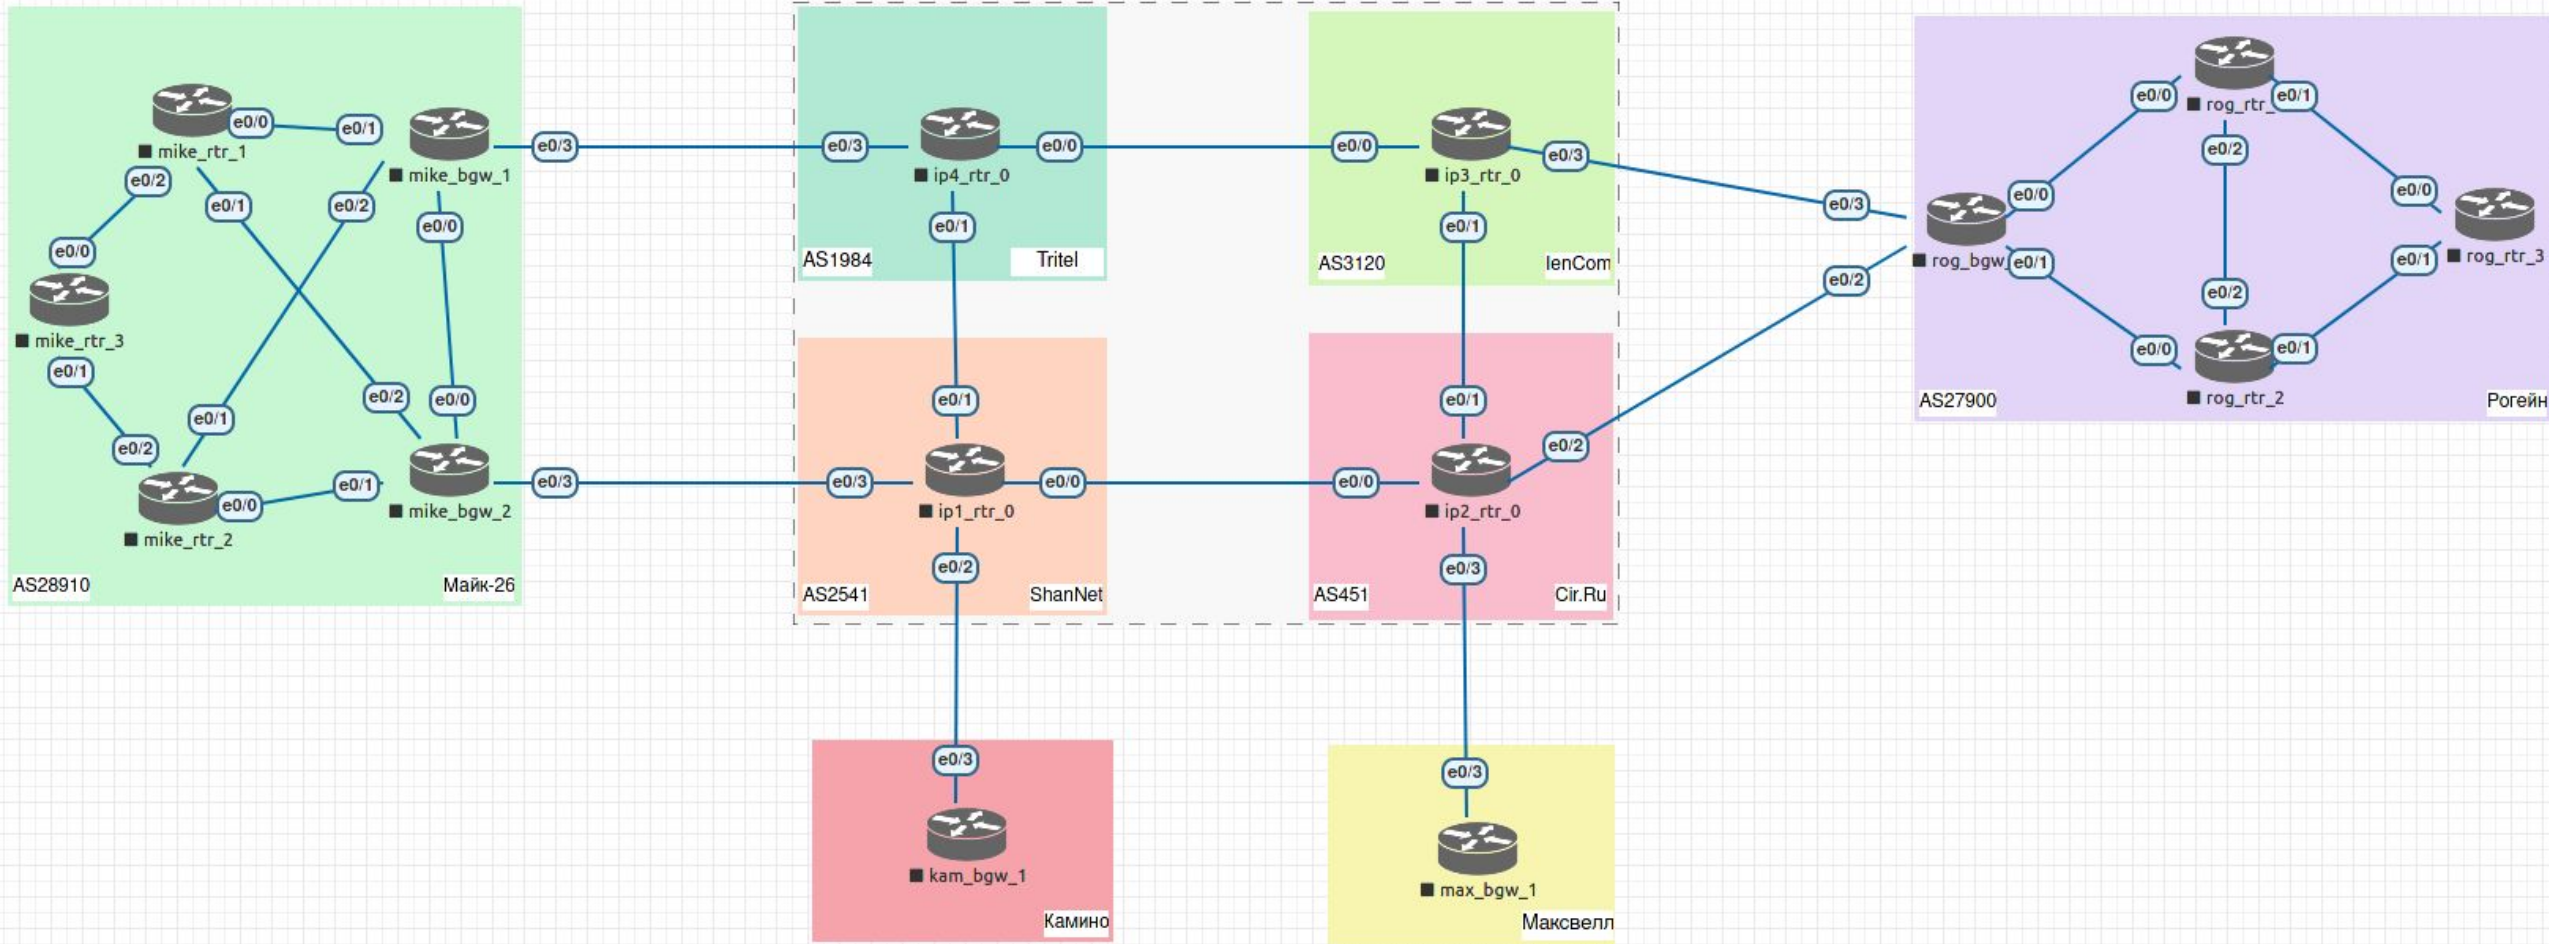 mike_rtr_1
e0/0
e0/1
e0/2
mike_bgw_1
e0/3
e0/1
e0/2
e0/0
e0/0
mike_rtr_3
e0/1
e0/2
e0/1
e0/2
e0/0
mike_rtr_2
e0/0
e0/1
mike_bgw_2
e0/3
AS28910
Майк-26
e0/3
ip4_rtr_0
e0/0
e0/1
AS1984
Tritel
e0/0
ip3_rtr_0
e0/3
e0/1
AS3120
lenCom
e0/1
e0/3
ip1_rtr_0
e0/0
e0/2
AS2541
ShanNet
e0/1
e0/0
ip2_rtr_0
e0/2
e0/3
AS451
Cir.Ru
e0/3
kam_bgw_1
Камино
e0/3
max_bgw_1
Максвелл
e0/0
rog_rtr_
e0/1
e0/2
e0/3
e0/0
e0/0
rog_bgw_
e0/1
e0/2
e0/1
rog_rtr_3
e0/2
e0/0
e0/1
rog_rtr_2
AS27900
Рогейн